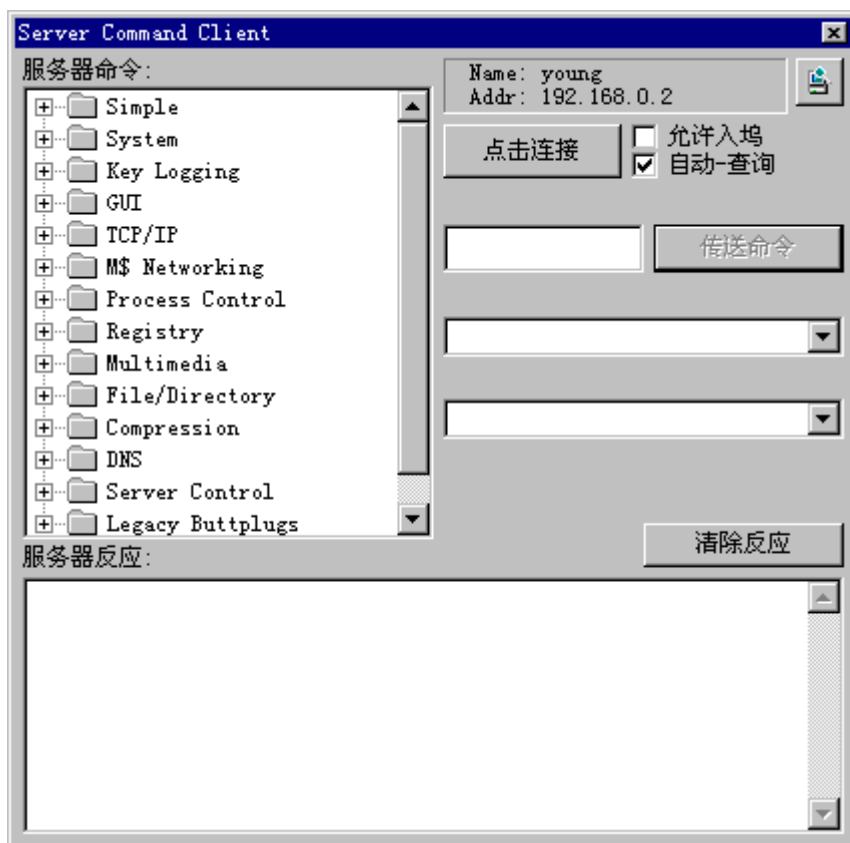 Server Command Client
服务器命令:
Simple
System
Key Logging
GUI
TCP/IP
M$ Networking
Process Control
Registry
Multimedia
File/Directory
Compression
DNS
Server Control
Legacy Buttplugs
Name: young
Addr: 192.168.0.2
点击连接
允许入坞
自动-查询
传送命令
清除反应
服务器反应: